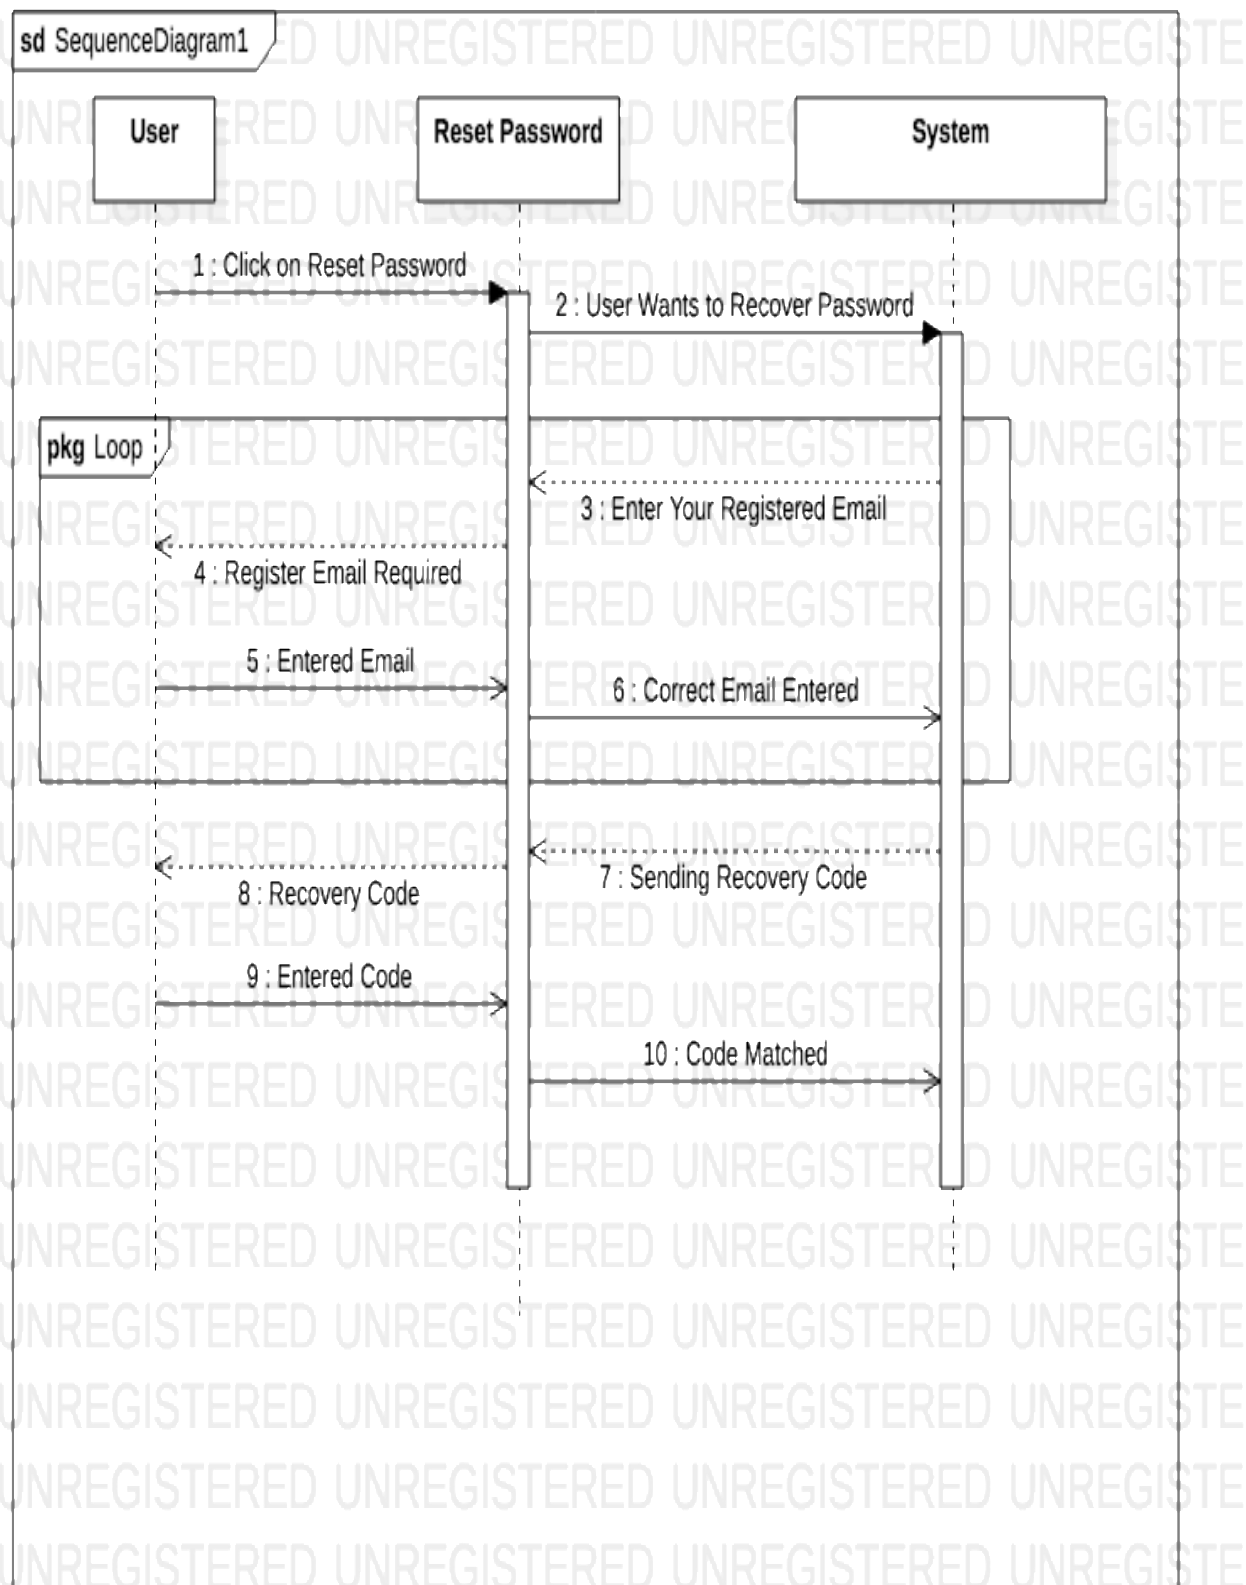 sd SequenceDiagram1
User
Reset Password
System
1 : Click on Reset Password
2 : User Wants to Recover Password
pkg Loop
3 : Enter Your Registered Email
4 : Register Email Required
5 : Entered Email
6 : Correct Email Entered
7 : Sending Recovery Code
8 : Recovery Code
9 : Entered Code
10 : Code Matched
UNREGISTERED